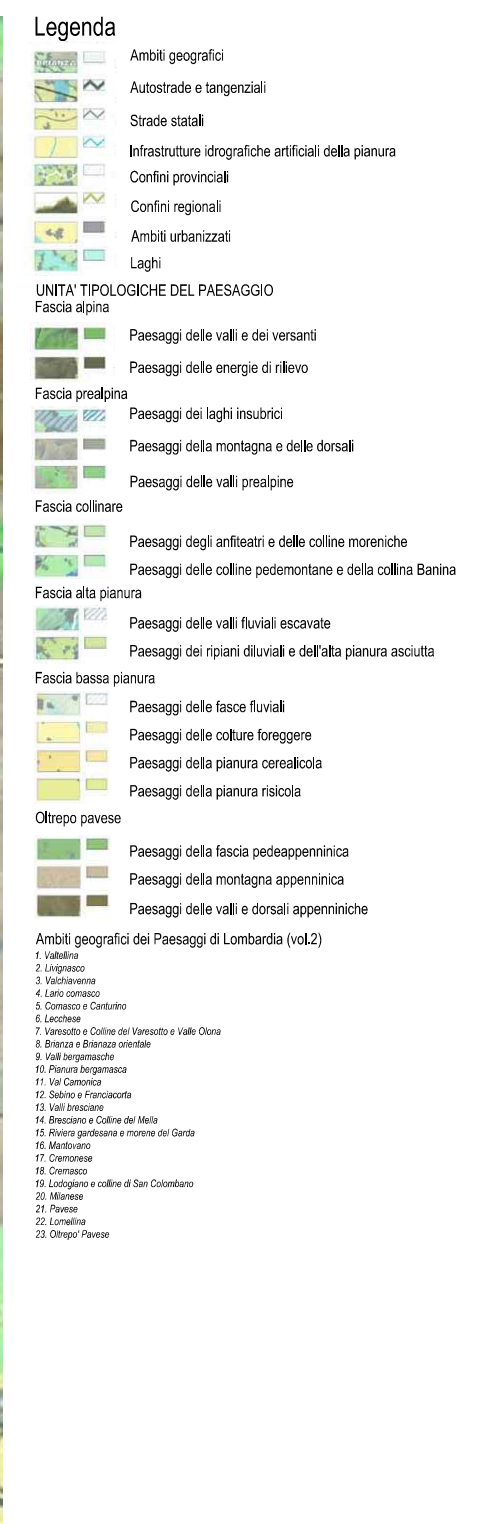 Legenda
BRIANZA
Ambiti geografici
Autostrade e tangenziali
Strade statali
Infrastrutture idrografiche artificiali della pianura
Confini provinciali
Confini regionali
Ambiti urbanizzati
Laghi
UNITA' TIPOLOGICHE DEL PAESAGGIO
Fascia alpina
Paesaggi delle valli e dei versanti
Paesaggi delle energie di rilievo
Fascia prealpina
Paesaggi dei laghi insubrici
Paesaggi della montagna e delle dorsali
Paesaggi delle valli prealpine
Fascia collinare
Paesaggi degli anfiteatri e delle colline moreniche
Paesaggi delle colline pedemontane e della collina Banina
Fascia alta pianura
Paesaggi delle valli fluviali escavate
Paesaggi dei ripiani diluviali e dell'alta pianura asciutta
Fascia bassa pianura
Paesaggi delle fasce fluviali
Paesaggi delle colture foreggere
Paesaggi della pianura cerealicola
Paesaggi della pianura risicola
Oltrepo pavese
Paesaggi della fascia pedeappenninica
Paesaggi della montagna appenninica
Paesaggi delle valli e dorsali appenniniche
Ambiti geografici dei Paesaggi di Lombardia (vol.2)
1. Valtellina
2. Livignasco
3. Valchiavenna
4. Lario comasco
5. Comasco e Canturino
6. Lecchese
7. Varesotto e Colline del Varesotto e Valle Olona
8. Brianza e Brianaza orientale
9. Valli bergamasche
10. Pianura bergamasca
11. Val Camonica
12. Sebino e Franciacorta
13. Valli bresciane
14. Bresciano e Colline del Mella
15. Riviera gardesana e morene del Garda
16. Mantovano
17. Cremonese
18. Cremasco
19. Lodogiano e colline di San Colombano
20. Milanese
21. Pavese
22. Lomellina
23. Oltrepo' Pavese